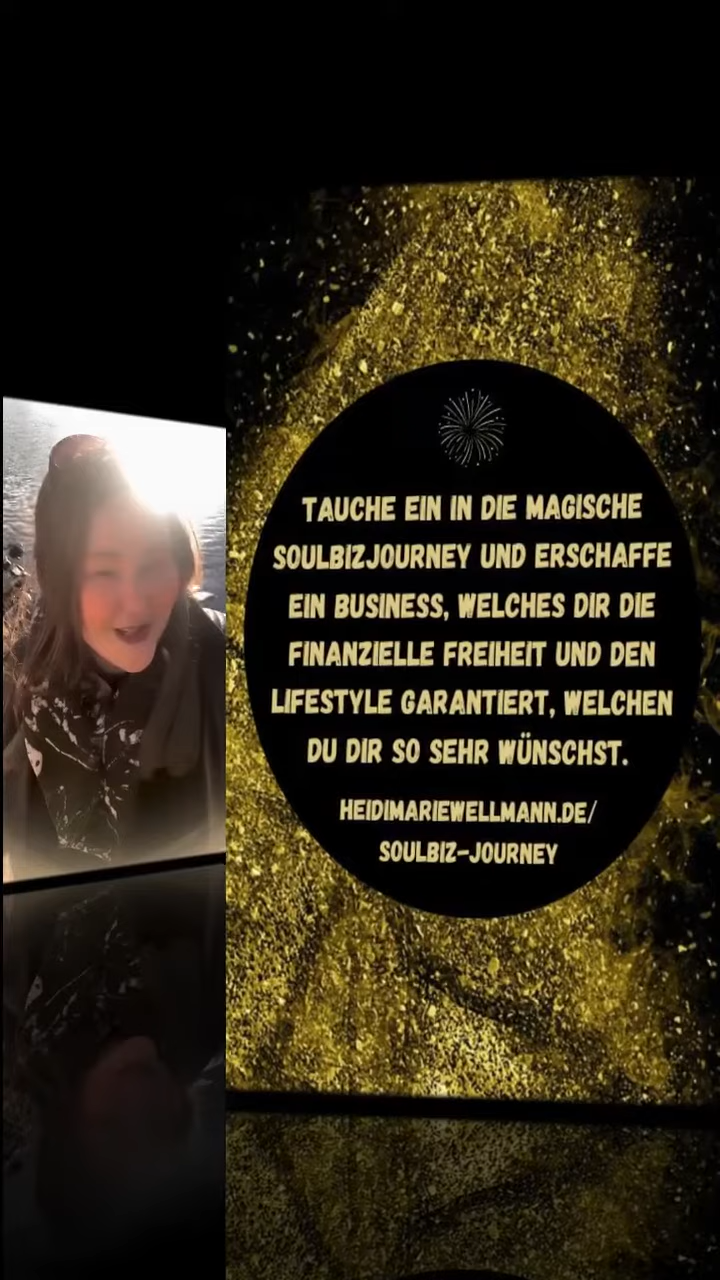 TAUCHE EIN IN DIE MAGISCHE
SOULBIZJOURNEY UND ERSCHAFFE
EIN BUSINESS, WELCHES DIR DIE
FINANZIELLE FREIHEIT UND DEN
LIFESTYLE GARANTIERT, WELCHEN
DU DIR SO SEHR WÜNSCHST.
HEIDIMARIEWELLMANN.DE/
SOULBIZ-JOURNEY